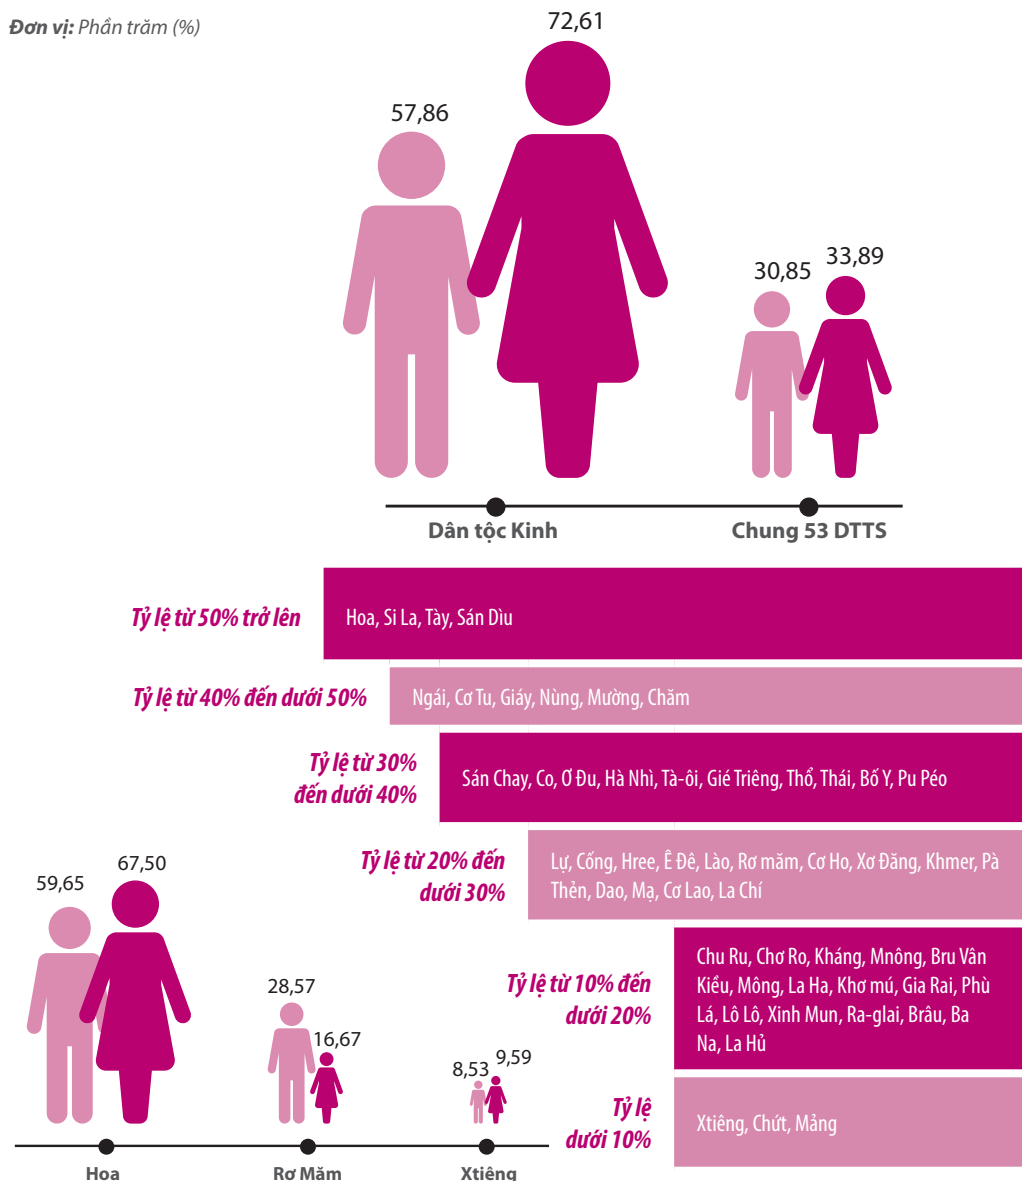 Đơn vị: Phần trăm (%)
72,61
57,86
33,89
30,85
Dân tộc Kinh
Chung 53 DTTS
Tỷ lệ từ 50% trở lên
Hoa, Si La, Tày, Sán Dìu
Tỷ lệ từ 40% đến dưới 50%
Ngái, Cơ Tu, Giáy, Nùng, Mường, Chăm
Tỷ lệ từ 30%
đến dưới 40%
Sán Chay, Co, Ơ Đu, Hà Nhì, Tà-ôi, Gié Triêng, Thổ, Thái, Bố Y, Pu Péo
Tỷ lệ từ 20% đến
dưới 30%
Lự, Cống, Hree, Ê Đê, Lào, Rơ măm, Cơ Ho, Xơ Đăng, Khmer, Pà
Thẻn, Dao, Mạ, Cơ Lao, La Chí
Tỷ lệ từ 10% đến
dưới 20%
Chu Ru, Chơ Ro, Kháng, Mnông, Bru Vân
Kiều, Mông, La Ha, Khơ mú, Gia Rai, Phù
Lá, Lô Lô, Xinh Mun, Ra-glai, Brâu, Ba
Na, La Hủ
Tỷ lệ
dưới 10%
Xtiêng, Chứt, Mảng
67,50
59,65
28,57
16,67
8,53
9,59
Hoa
Rơ Măm
Xtiêng